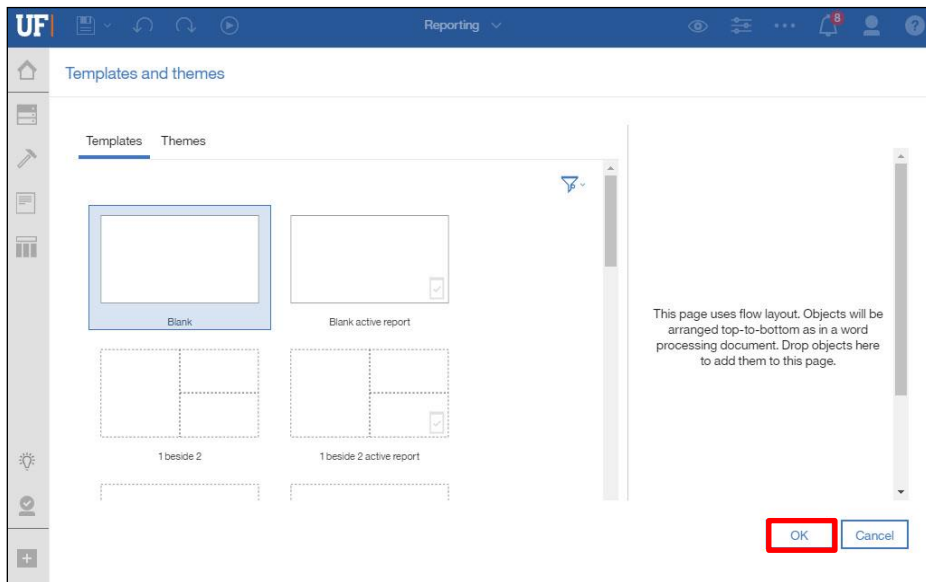 UF
Reporting
8
?
Templates and themes
Templates Themes
Blank
Blank active report
1 beside 2
1 beside 2 active report
This page uses flow layout. Objects will be
arranged top-to-bottom as in a word
processing document. Drop objects here
to add them to this page.
OK
Cancel